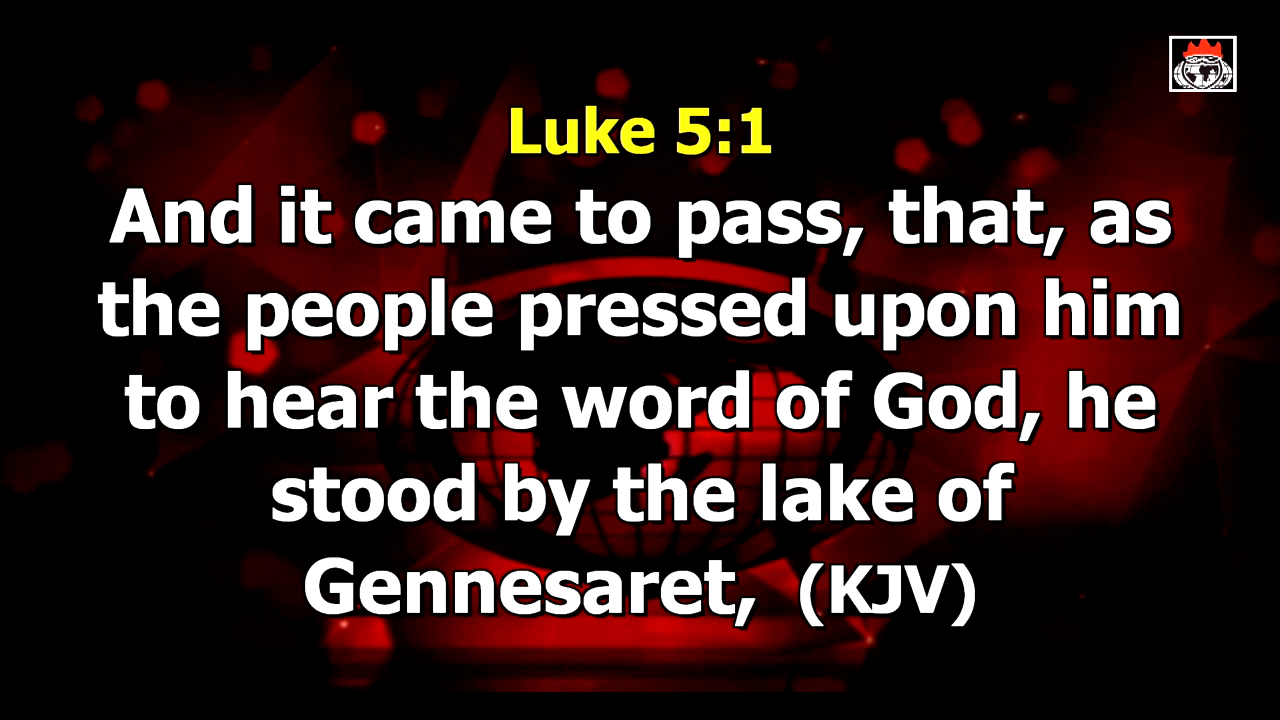 Luke 5:1
And it came to pass, that, as
the people pressed upon him
to hear the word of God, he
stood by the lake of
Gennesaret, (KJV)